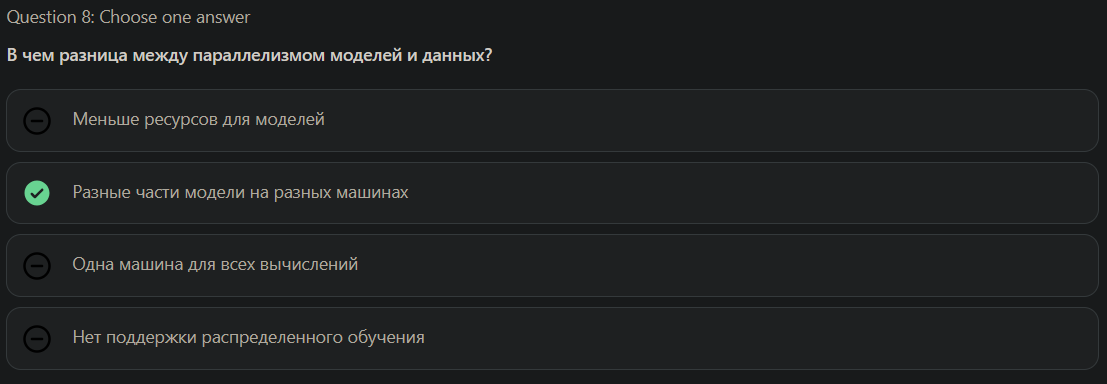 Question 8: Choose one answer
В чем разница между параллелизмом моделей и данных?
Меньше ресурсов для моделей
Разные части модели на разных машинах
Одна машина для всех вычислений
Нет поддержки распределенного обучения